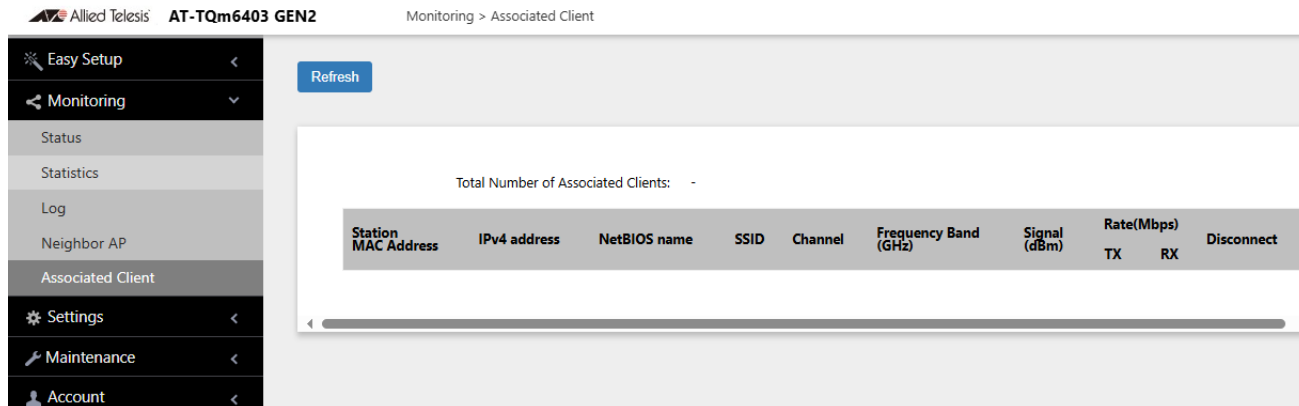 Allied Telesis AT-TQm6403 GEN2 Monitoring > Associated Client
Easy Setup
Refresh
Monitoring
Status
Statistics
Log
Neighbor AP
Associated Client
Settings
Maintenance
Account
Total Number of Associated Clients: -
Station MAC Address
IPv4 address
NetBIOS name
SSID
Channel
Frequency Band (GHz)
Signal (dBm)
Rate(Mbps)
TX RX
Disconnect